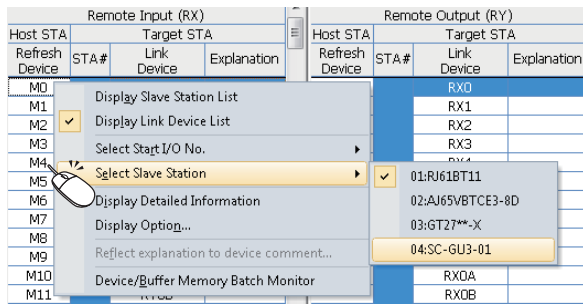 Remote Input (RX) Remote Output (RY)
Host STA Target STA Host STA Target STA
Refresh Device STA# Link Device Explanation Refresh Device STA# Link Device Explanation
M0 RX0
M1 Display Slave Station List RX1
M2 Display Link Device List RX2
M3 Select Start I/O No. RX3
M4
M5 Select Slave Station 01:RJ61BT11
M6 Display Detailed Information 02:AJ65VBTCE3-8D
M7 Display Option... 03:GT27**-X
M8
M9 Reflect explanation to device comment... 04:SC-GU3-01
M10 Device/Buffer Memory Batch Monitor RX0A
M11 RX0B